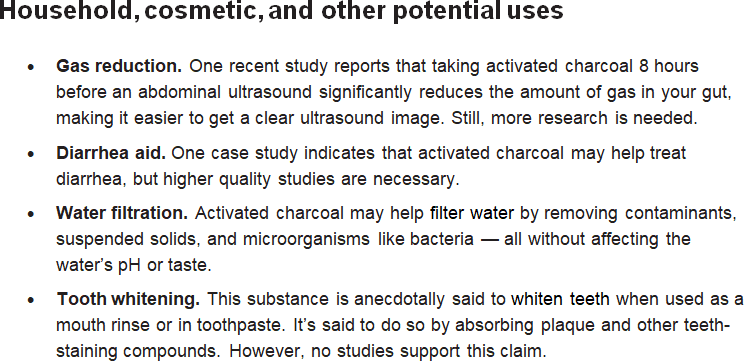 Household, cosmetic, and other potential uses
• Gas reduction. One recent study reports that taking activated charcoal 8 hours
before an abdominal ultrasound significantly reduces the amount of gas in your gut,
making it easier to get a clear ultrasound image. Still, more research is needed.
• Diarrhea aid. One case study indicates that activated charcoal may help treat
diarrhea, but higher quality studies are necessary.
• Water filtration. Activated charcoal may help filter water by removing contaminants,
suspended solids, and microorganisms like bacteria — all without affecting the
water’s pH or taste.
• Tooth whitening. This substance is anecdotally said to whiten teeth when used as a
mouth rinse or in toothpaste. It’s said to do so by absorbing plaque and other teeth-
staining compounds. However, no studies support this claim.